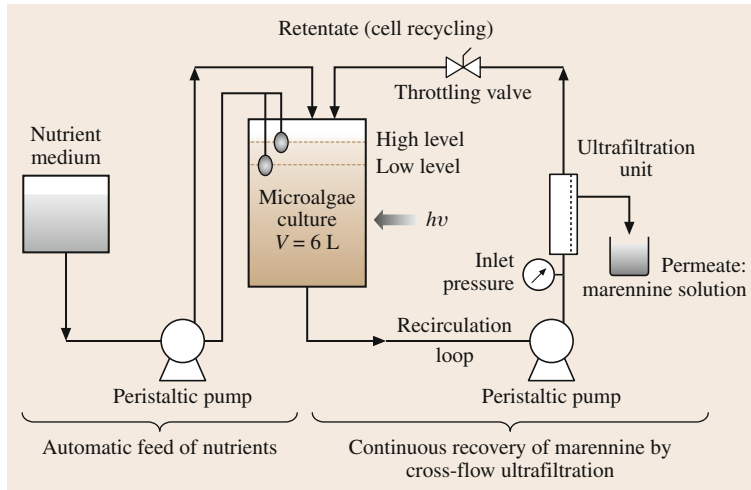 Retentate (cell recycling)
Throttling valve
Nutrient
medium
High level
Low level
Ultrafiltration
unit
Microalgae
culture
V = 6 L
hν
Inlet
pressure
Permeate:
marennine solution
Recirculation
loop
Peristaltic pump
Peristaltic pump
Automatic feed of nutrients
Continuous recovery of marennine by
cross-flow ultrafiltration